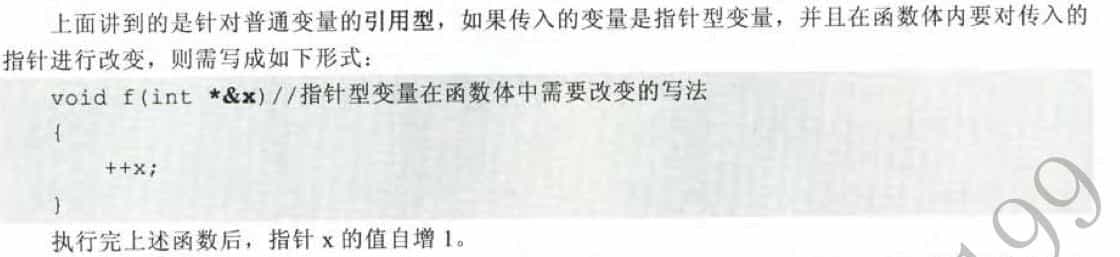 上面讲到的是针对普通变量的引用型，如果传入的变量是指针型变量，并且在函数体内要对传入的
指针进行改变，则需写成如下形式：
void f(int *&x)//指针型变量在函数体中需要改变的写法
{
++x;
}
执行完上述函数后，指针 x 的值自增 1。
199